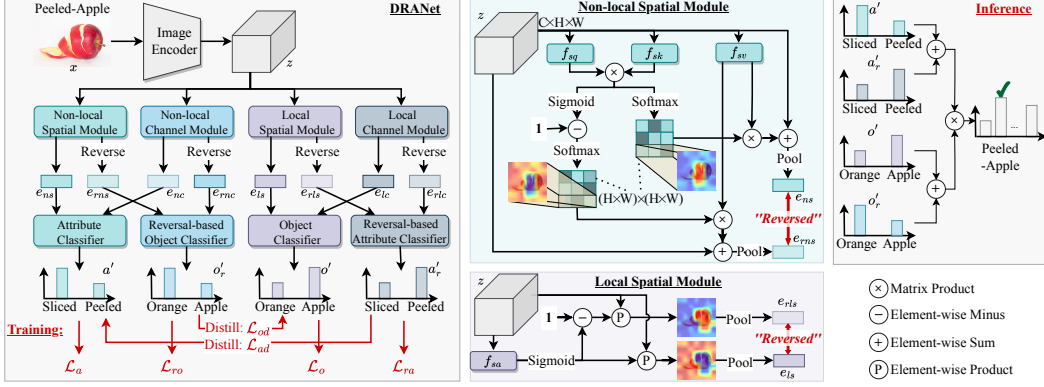 DRANet
Peeled-Apple
x
Image
Encoder
z
Non-local
Spatial Module
Non-local
Channel Module
Local
Spatial Module
Local
Channel Module
Reverse
Reverse
Reverse
Reverse
e_ns
e_rns
e_nc
e_rnc
e_ls
e_rls
e_lc
e_rlc
Attribute
Classifier
Reversal-based
Object Classifier
Object
Classifier
Reversal-based
Attribute Classifier
a'
o'_r
o'
a'_r
Sliced Peeled
Orange Apple
Orange Apple
Sliced Peeled
Training:
Distill: ℒ_od
Distill: ℒ_ad
ℒ_a
ℒ_ro
ℒ_o
ℒ_ra
Non-local Spatial Module
z
C×H×W
f_sq
f_sk
f_sv
×
Sigmoid
Softmax
1
−
Softmax
×
+
Pool
(H×W)×(H×W)
e_ns
"Reversed"
×
+
Pool
e_rns
Local Spatial Module
z
1
−
P
Pool
e_rls
"Reversed"
f_sa
Sigmoid
P
Pool
e_ls
Inference
a'
Sliced Peeled
+
a'_r
Sliced Peeled
×
...
Peeled
-Apple
o'
Orange Apple
+
o'_r
Orange Apple
× Matrix Product
− Element-wise Minus
+ Element-wise Sum
P Element-wise Product